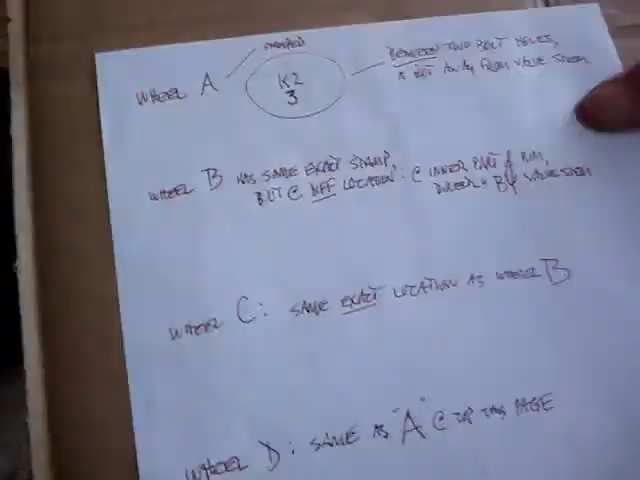 STAMPED
WHEEL A
K2
3
BETWEEN TWO BOLT HOLES,
A BIT AWAY FROM VALVE STEM
WHEEL B HAS SAME EXACT STAMP,
BUT @ DIFF LOCATION: @ INNER PART OF RIM,
DIRECTLY BY VALVE STEM
WHEEL C: SAME EXACT LOCATION AS WHEEL B
WHEEL D: SAME AS "A" @ TOP THIS PAGE